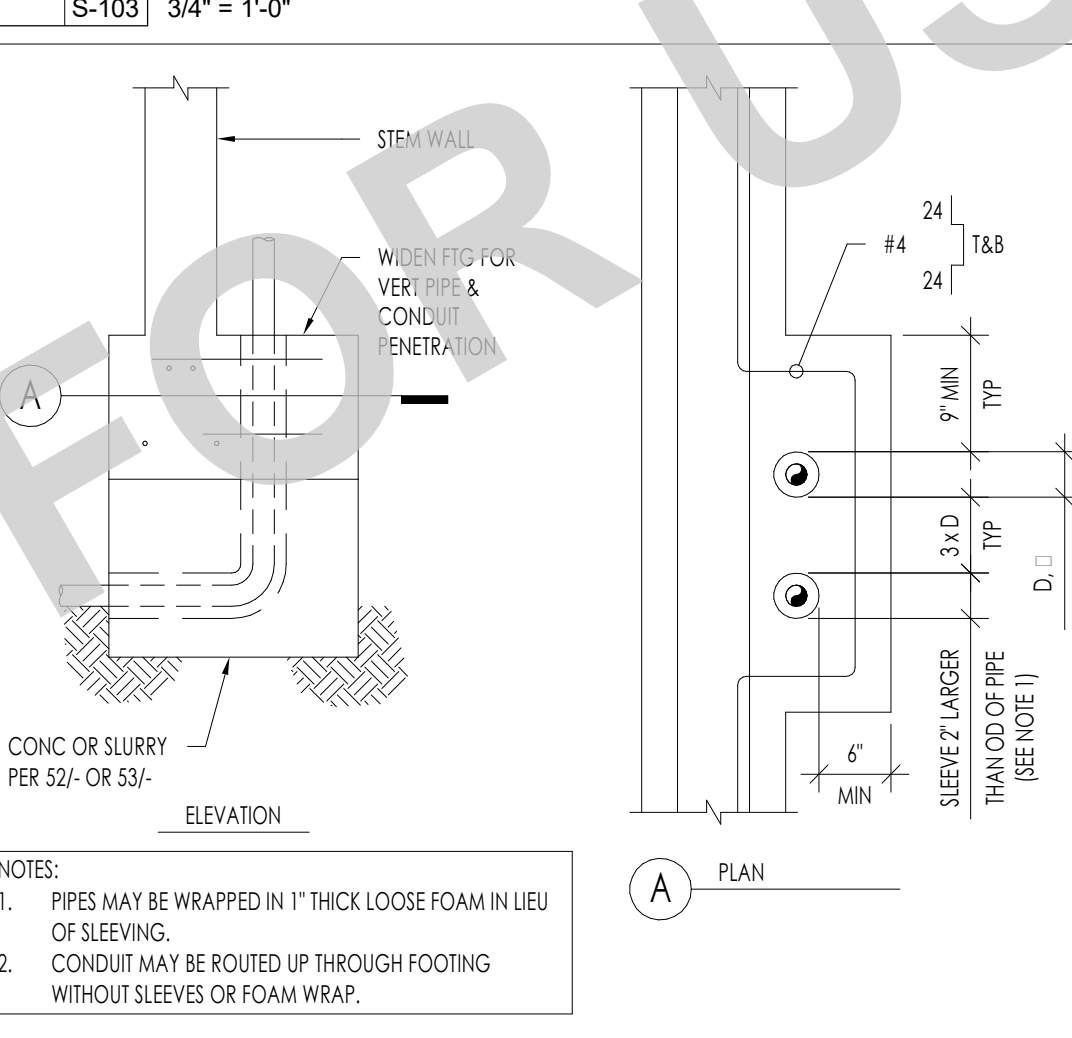 S-103 3/4" = 1'-0"
STEM WALL
WIDEN FTG FOR
VERT PIPE &
CONDUIT
PENETRATION
A
CONC OR SLURRY
PER 52/- OR 53/-
ELEVATION
NOTES:
1. PIPES MAY BE WRAPPED IN 1" THICK LOOSE FOAM IN LIEU
OF SLEEVING.
2. CONDUIT MAY BE ROUTED UP THROUGH FOOTING
WITHOUT SLEEVES OR FOAM WRAP.
24
#4 T&B
24
9" MIN
TYP
3 x D
TYP
D,
SLEEVE 2" LARGER
THAN OD OF PIPE
(SEE NOTE 1)
6"
MIN
A PLAN
FOR US